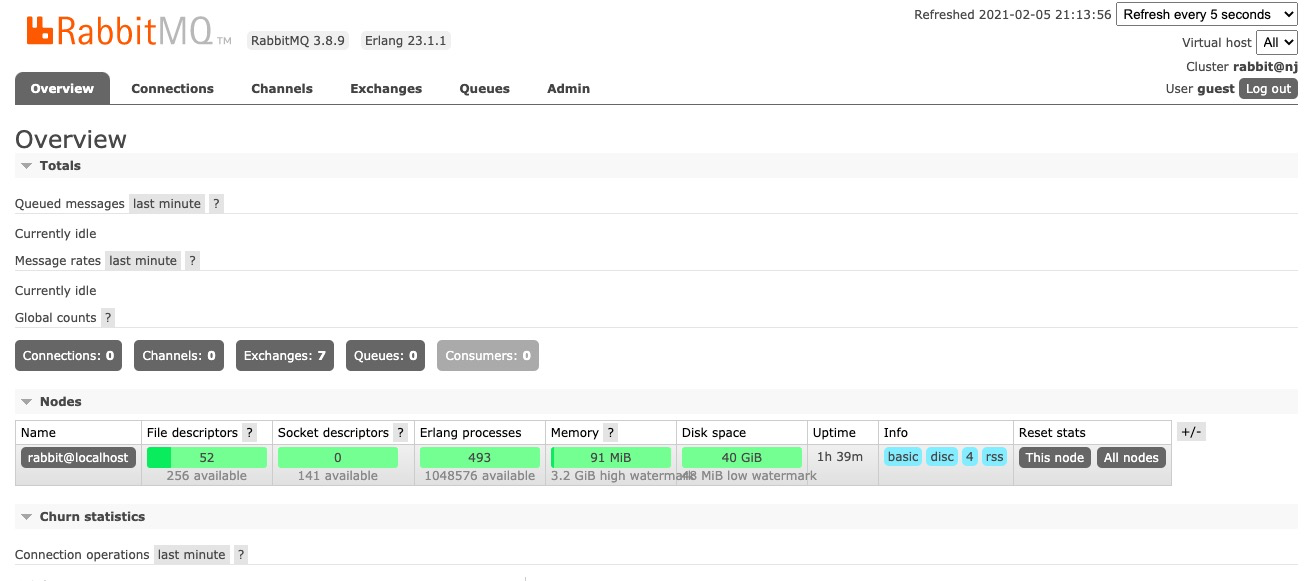 RabbitMQ TM RabbitMQ 3.8.9 Erlang 23.1.1
Refreshed 2021-02-05 21:13:56 Refresh every 5 seconds
Virtual host All
Cluster rabbit@nj
User guest Log out
Overview Connections Channels Exchanges Queues Admin
Overview
Totals
Queued messages last minute ?
Currently idle
Message rates last minute ?
Currently idle
Global counts ?
Connections: 0 Channels: 0 Exchanges: 7 Queues: 0 Consumers: 0
Nodes
Name File descriptors ? Socket descriptors ? Erlang processes Memory ? Disk space Uptime Info Reset stats +/-
rabbit@localhost 52 0 493 91 MiB 40 GiB 1h 39m basic disc 4 rss This node All nodes
256 available 141 available 1048576 available 3.2 GiB high watermark 48 MiB low watermark
Churn statistics
Connection operations last minute ?